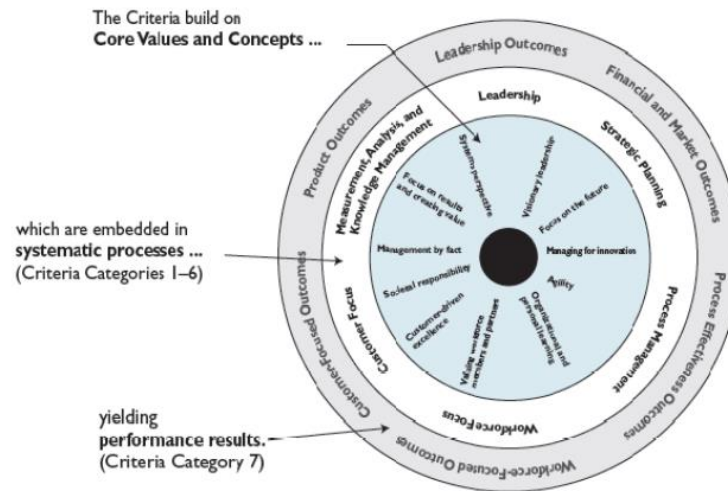 The Criteria build on
Core Values and Concepts ...
which are embedded in
systematic processes ...
(Criteria Categories 1–6)
yielding
performance results.
(Criteria Category 7)
Leadership Outcomes
Financial and Market Outcomes
Process Effectiveness Outcomes
Workforce-Focused Outcomes
Customer-Focused Outcomes
Product Outcomes
Leadership
Strategic Planning
Process Management
Workforce Focus
Customer Focus
Measurement, Analysis, and
Knowledge Management
Systems
perspective
Visionary leadership
Focus on the future
Managing for innovation
Agility
Organizational and
personal learning
Valuing workforce
members and partners
Customer-driven
excellence
Societal responsibility
Management by fact
Focus on results
and creating value